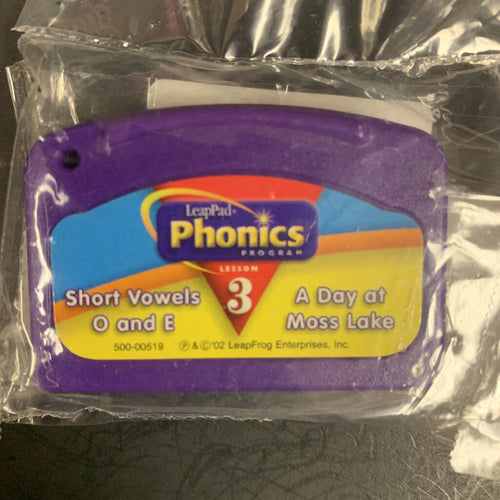 LeapPad
Phonics
PROGRAM
LESSON
3
Short Vowels
O and E
A Day at
Moss Lake
500-00519 ℗ & ©'02 LeapFrog Enterprises, Inc.